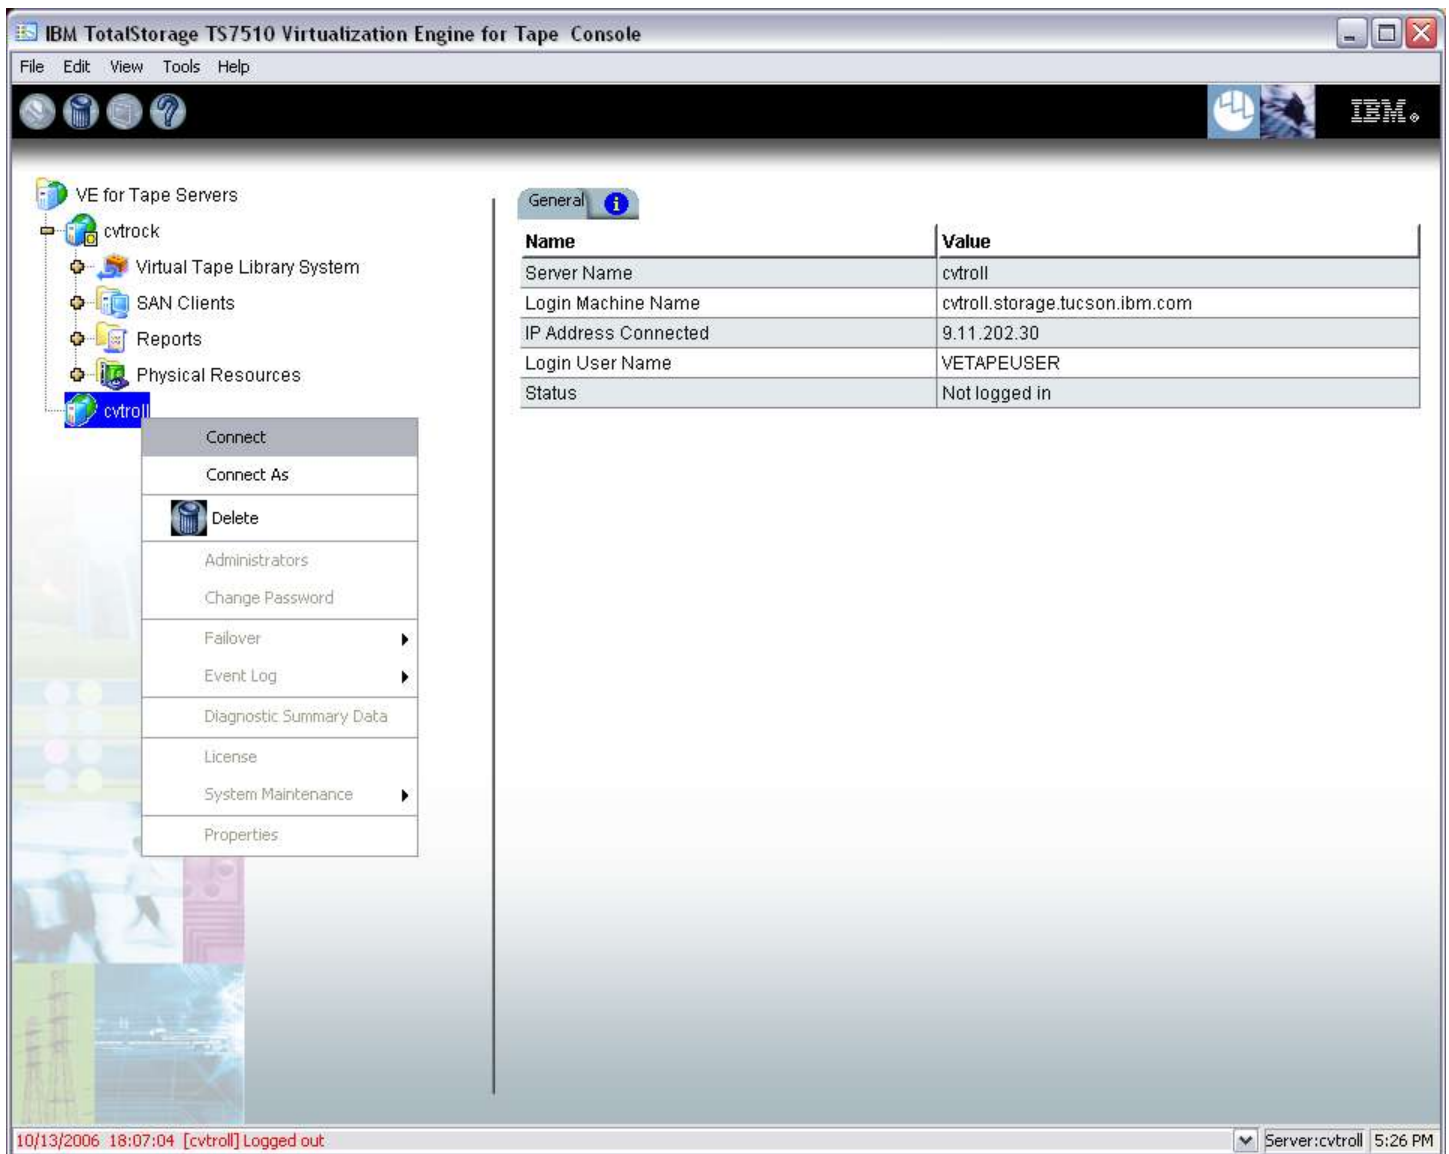 IBM TotalStorage TS7510 Virtualization Engine for Tape Console
File Edit View Tools Help
IBM
VE for Tape Servers
cvtrock
Virtual Tape Library System
SAN Clients
Reports
Physical Resources
cvtroll
Connect
Connect As
Delete
Administrators
Change Password
Failover
Event Log
Diagnostic Summary Data
License
System Maintenance
Properties
General
Name Value
Server Name cvtroll
Login Machine Name cvtroll.storage.tucson.ibm.com
IP Address Connected 9.11.202.30
Login User Name VETAPEUSER
Status Not logged in
10/13/2006 18:07:04 [cvtroll] Logged out
Server:cvtroll 5:26 PM